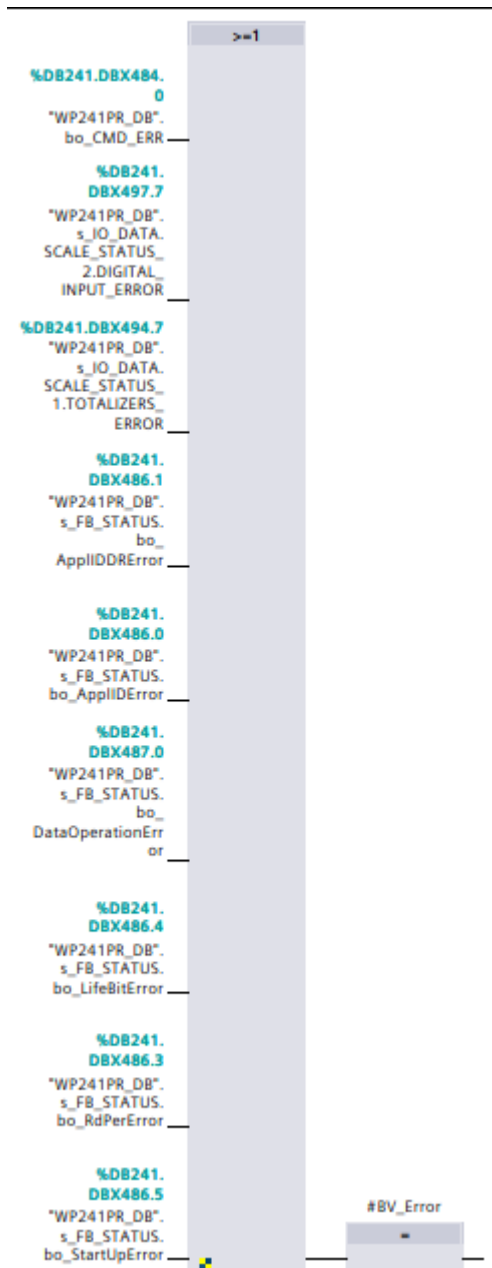 >=1
%DB241.DBX484.
0
"WP241PR_DB".
bo_CMD_ERR
%DB241.
DBX497.7
"WP241PR_DB".
s_IO_DATA.
SCALE_STATUS_
2.DIGITAL_
INPUT_ERROR
%DB241.DBX494.7
"WP241PR_DB".
s_IO_DATA.
SCALE_STATUS_
1.TOTALIZERS_
ERROR
%DB241.
DBX486.1
"WP241PR_DB".
s_FB_STATUS.
bo_
ApplIDDRError
%DB241.
DBX486.0
"WP241PR_DB".
s_FB_STATUS.
bo_ApplIDError
%DB241.
DBX487.0
"WP241PR_DB".
s_FB_STATUS.
bo_
DataOperationErr
or
%DB241.
DBX486.4
"WP241PR_DB".
s_FB_STATUS.
bo_LifeBitError
%DB241.
DBX486.3
"WP241PR_DB".
s_FB_STATUS.
bo_RdPerError
%DB241.
DBX486.5
"WP241PR_DB".
s_FB_STATUS.
bo_StartUpError
#BV_Error
=